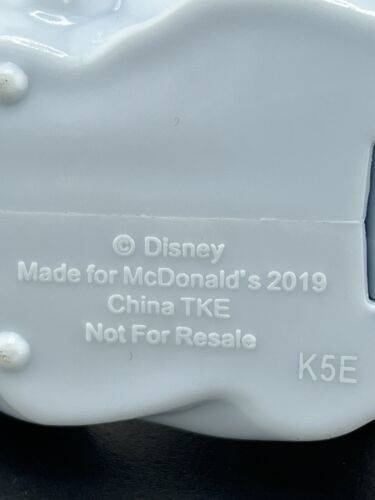 © Disney
Made for McDonald's 2019
China TKE
Not For Resale
K5E